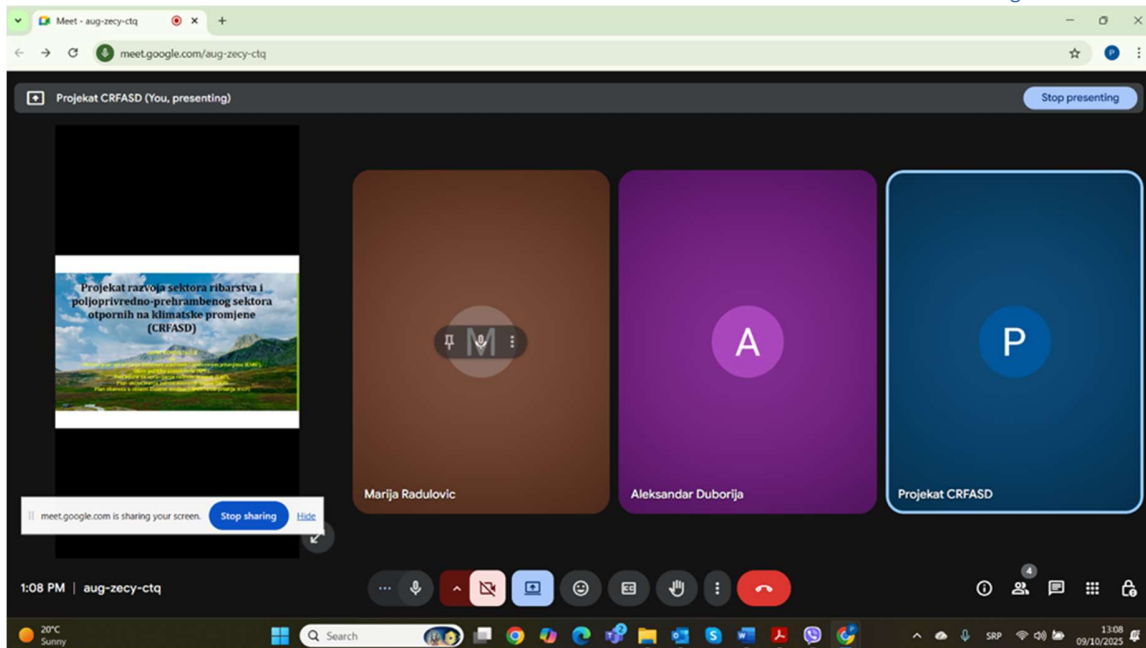 Meet - aug-zecy-ctq
meet.google.com/aug-zecy-ctq
P
Projekat CRFASD (You, presenting)
Stop presenting
Projekat razvoja sektora ribarstva i
poljoprivredno-prehrambenog sektora
otpornih na klimatske promjene
(CRFASD)
M
Marija Radulovic
A
Aleksandar Duborija
P
Projekat CRFASD
meet.google.com is sharing your screen.
Stop sharing
Hide
1:08 PM | aug-zecy-ctq
4
20°C
Sunny
Search
SRP
13:08
09/10/2025